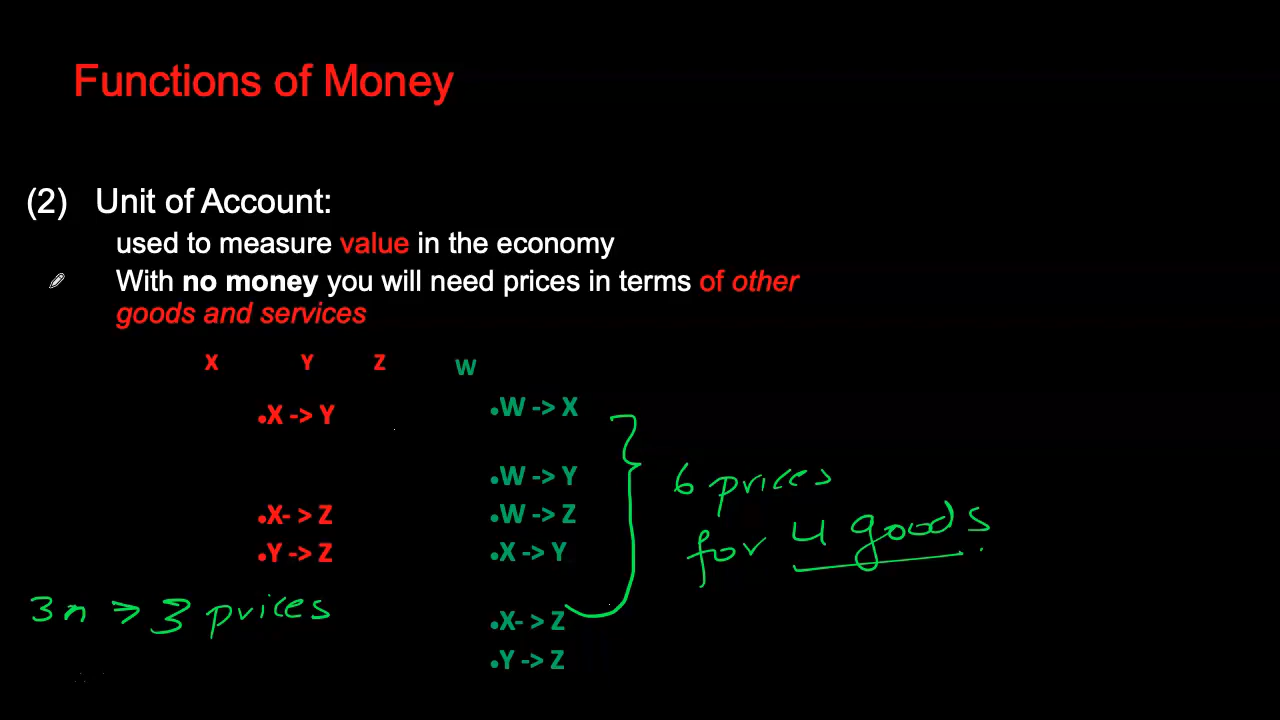 Functions of Money
(2) Unit of Account:
used to measure value in the economy
With no money you will need prices in terms of other
goods and services
X Y Z W
•X -> Y
•X- > Z
•Y -> Z
3n => 3 prices
•W -> X
•W -> Y
•W -> Z
•X -> Y
•X- > Z
•Y -> Z
6 prices
for 4 goods